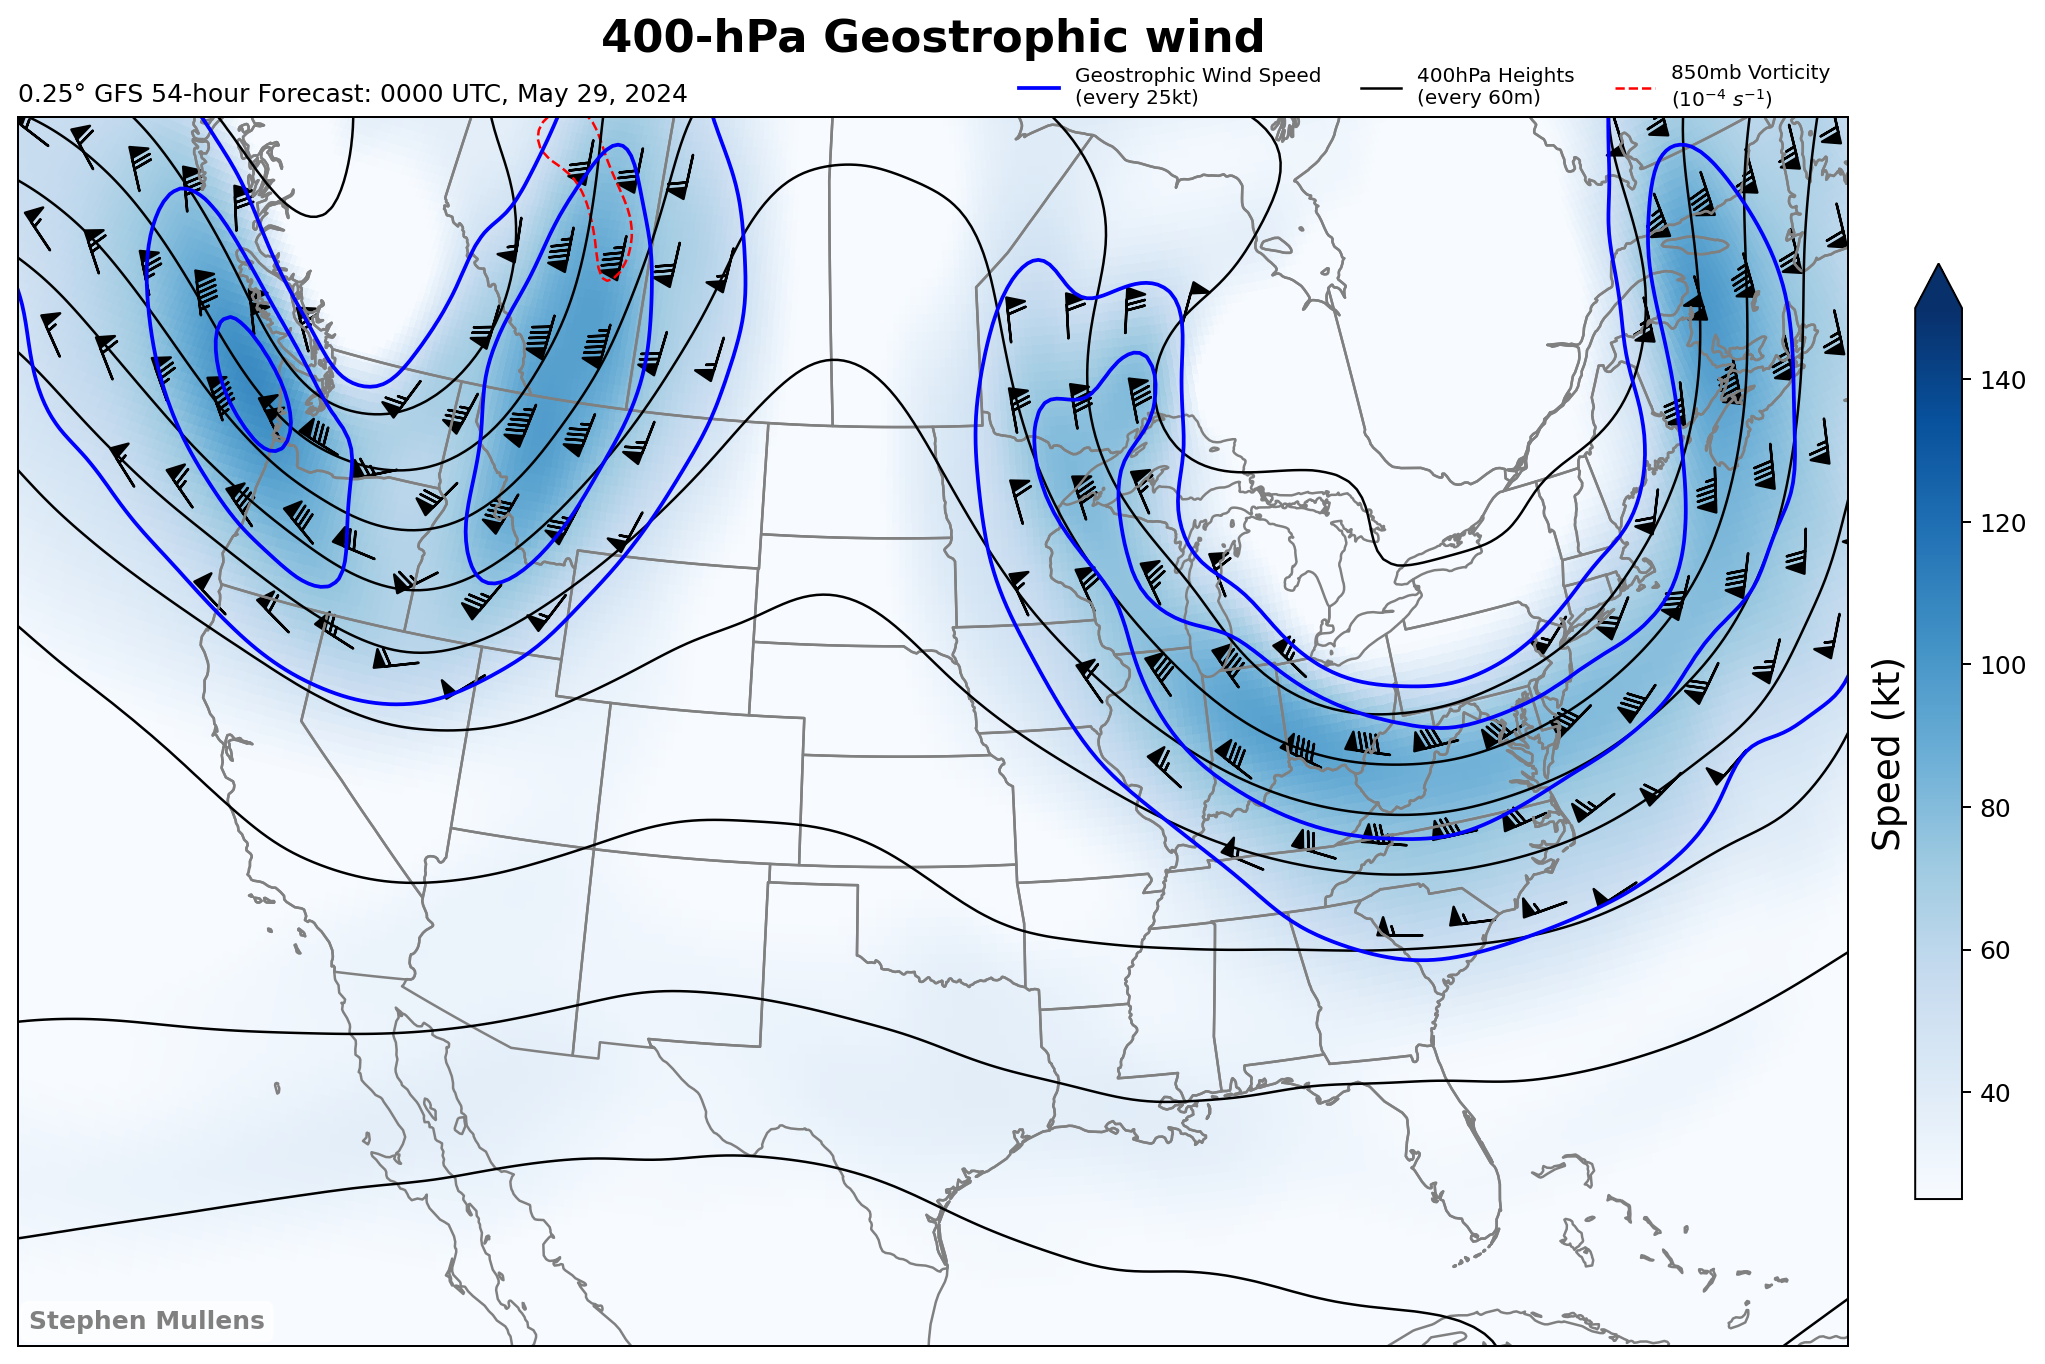 400-hPa Geostrophic wind
0.25° GFS 54-hour Forecast: 0000 UTC, May 29, 2024
Geostrophic Wind Speed
(every 25kt)
400hPa Heights
(every 60m)
850mb Vorticity
(10⁻⁴ s⁻¹)
140
120
100
80
60
40
Speed (kt)
Stephen Mullens